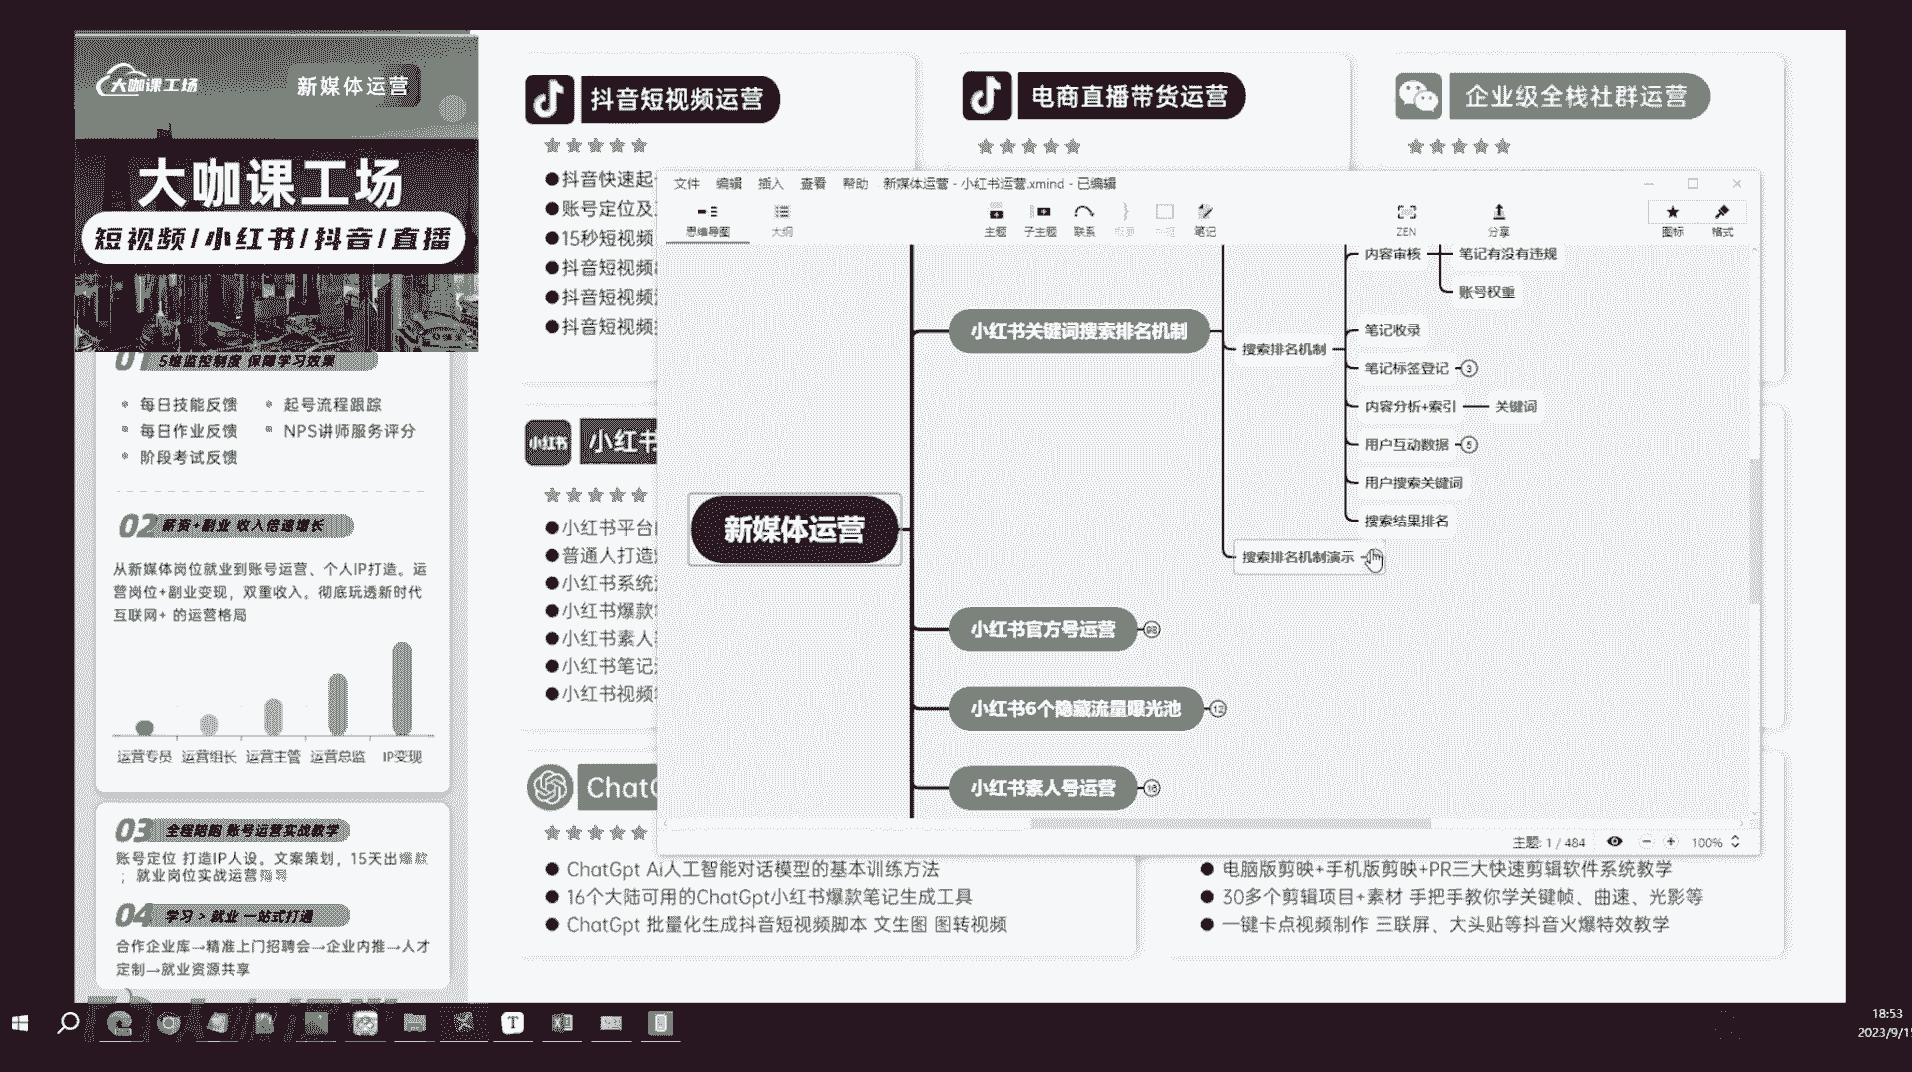 大咖课工场
新媒体运营
大咖课工场
短视频/小红书/抖音/直播
01 5维监控制度 保障学习效果
每日技能反馈
起号流程跟踪
每日作业反馈
NPS讲师服务评分
阶段考试反馈
02 薪资+副业 收入倍速增长
从新媒体岗位就业到账号运营、个人IP打造。运
营岗位+副业变现，双重收入。彻底玩透新时代
互联网+ 的运营格局
运营专员 运营组长 运营主管 运营总监 IP变现
03 全程陪跑 账号运营实战教学
账号定位 打造IP人设。文案策划，15天出爆款
；就业岗位实战运营指导
04 学习 > 就业 一站式打通
合作企业库→精准上门招聘会→企业内推→人才
定制→就业资源共享
抖音短视频运营
抖音快速起
账号定位及
15秒短视频
抖音短视频
抖音短视频
抖音短视频
电商直播带货运营
企业级全栈社群运营
小红书
小红书
小红书平台
普通人打造
小红书系统
小红书爆款
小红书素人
小红书笔记
小红书视频
ChatG
ChatGpt Ai人工智能对话模型的基本训练方法
16个大陆可用的ChatGpt小红书爆款笔记生成工具
ChatGpt 批量化生成抖音短视频脚本 文生图 图转视频
电脑版剪映+手机版剪映+PR三大快速剪辑软件系统教学
30多个剪辑项目+素材 手把手教你学关键帧、曲速、光影等
一键卡点视频制作 三联屏、大头贴等抖音火爆特效教学
文件 编辑 插入 查看 帮助 新媒体运营 - 小红书运营.xmind - 已编辑
思维导图 大纲 主题 子主题 联系 笔记 ZEN 分享 图标 格式
新媒体运营
小红书关键词搜索排名机制
搜索排名机制
内容审核
笔记有没有违规
账号权重
笔记收录
笔记标签登记 3
内容分析+索引
关键词
用户互动数据 5
用户搜索关键词
搜索结果排名
搜索排名机制演示
小红书官方号运营
小红书6个隐藏流量曝光池 12
小红书素人号运营 16
主题: 1 / 484
100%
18:53
2023/9/15